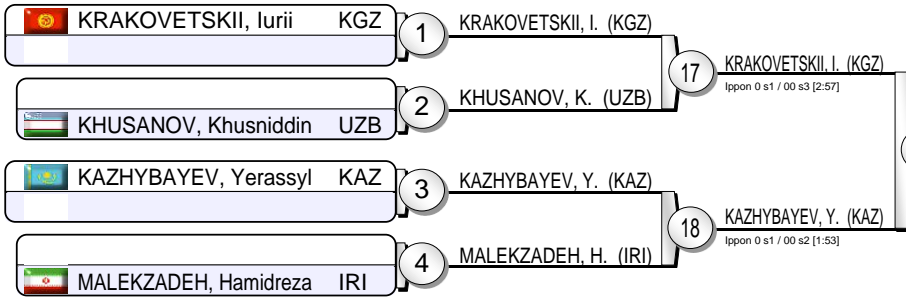 KRAKOVETSKII, Iurii KGZ
1
KRAKOVETSKII, I. (KGZ)
17
KRAKOVETSKII, I. (KGZ)
Ippon 0 s1 / 00 s3 [2:57]
KHUSANOV, Khusniddin UZB
2
KHUSANOV, K. (UZB)
KAZHYBAYEV, Yerassyl KAZ
3
KAZHYBAYEV, Y. (KAZ)
18
KAZHYBAYEV, Y. (KAZ)
Ippon 0 s1 / 00 s2 [1:53]
MALEKZADEH, Hamidreza IRI
4
MALEKZADEH, H. (IRI)